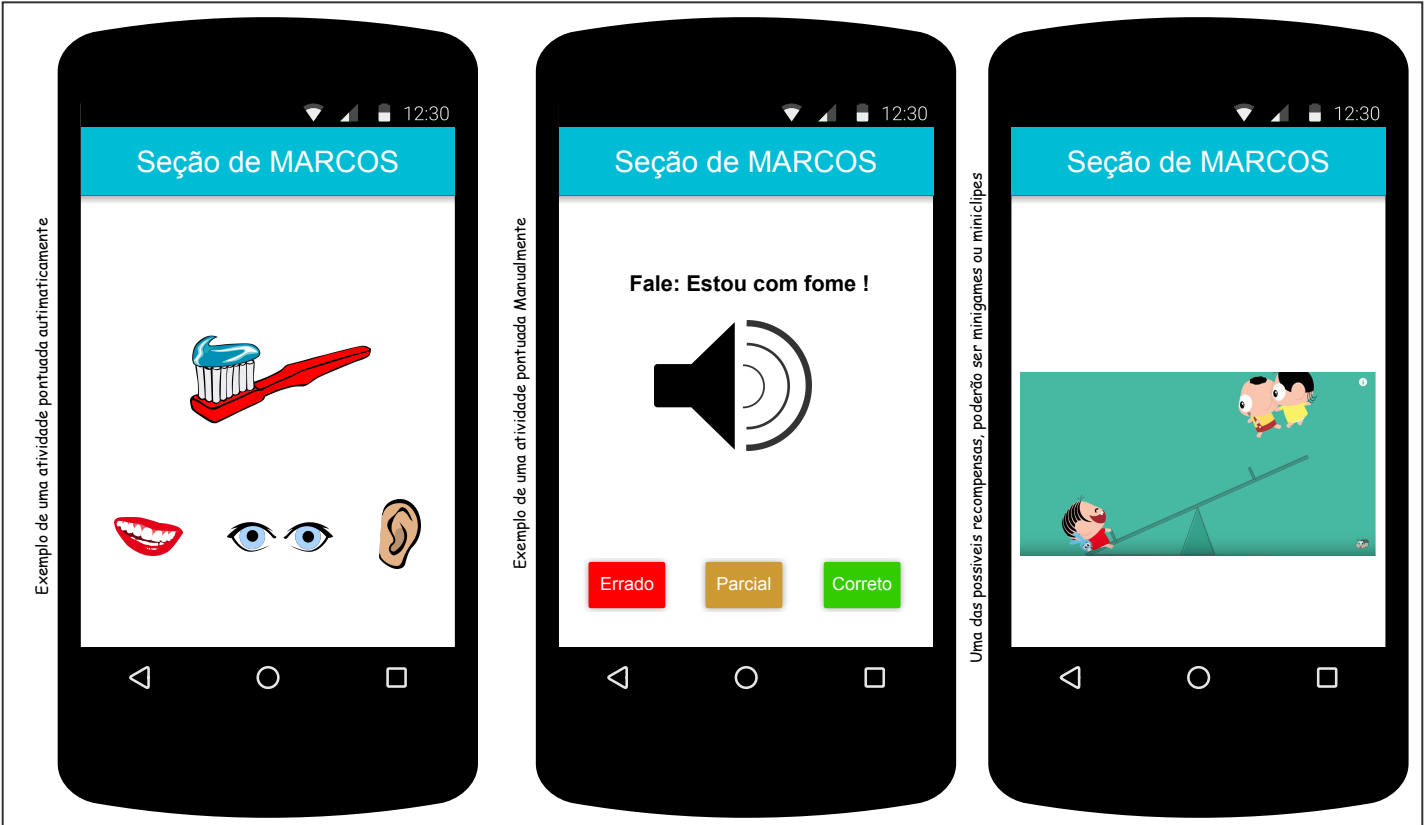 Exemplo de uma atividade pontuada autimaticamente
12:30
Seção de MARCOS
Exemplo de uma atividade pontuada Manualmente
12:30
Seção de MARCOS
Fale: Estou com fome !
Errado
Parcial
Correto
Uma das possiveis recompensas, poderão ser minigames ou miniclipes
12:30
Seção de MARCOS